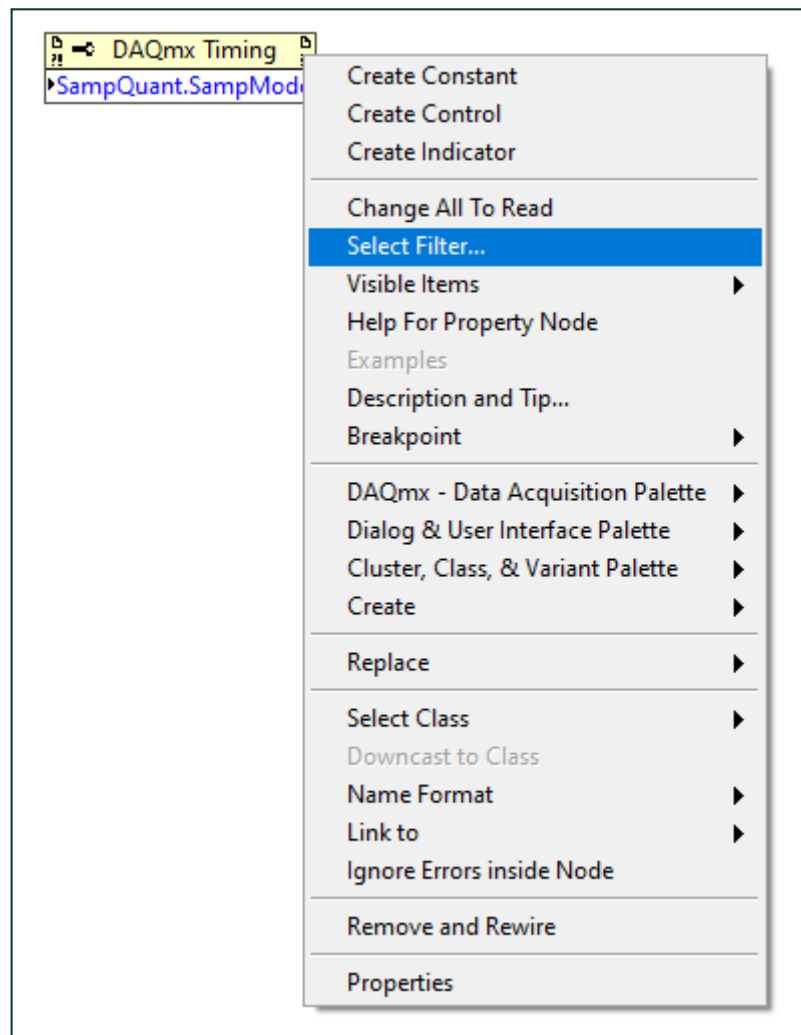 DAQmx Timing
SampQuant.SampMod
Create Constant
Create Control
Create Indicator
Change All To Read
Select Filter...
Visible Items
Help For Property Node
Examples
Description and Tip...
Breakpoint
DAQmx - Data Acquisition Palette
Dialog & User Interface Palette
Cluster, Class, & Variant Palette
Create
Replace
Select Class
Downcast to Class
Name Format
Link to
Ignore Errors inside Node
Remove and Rewire
Properties